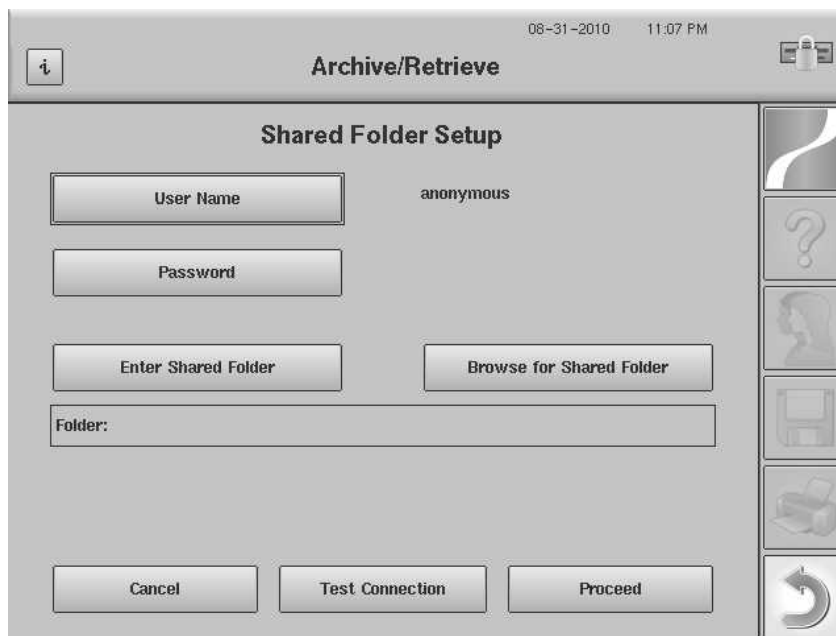 08-31-2010 11:07 PM
i
Archive/Retrieve
Shared Folder Setup
User Name anonymous
Password
Enter Shared Folder Browse for Shared Folder
Folder:
Cancel Test Connection Proceed